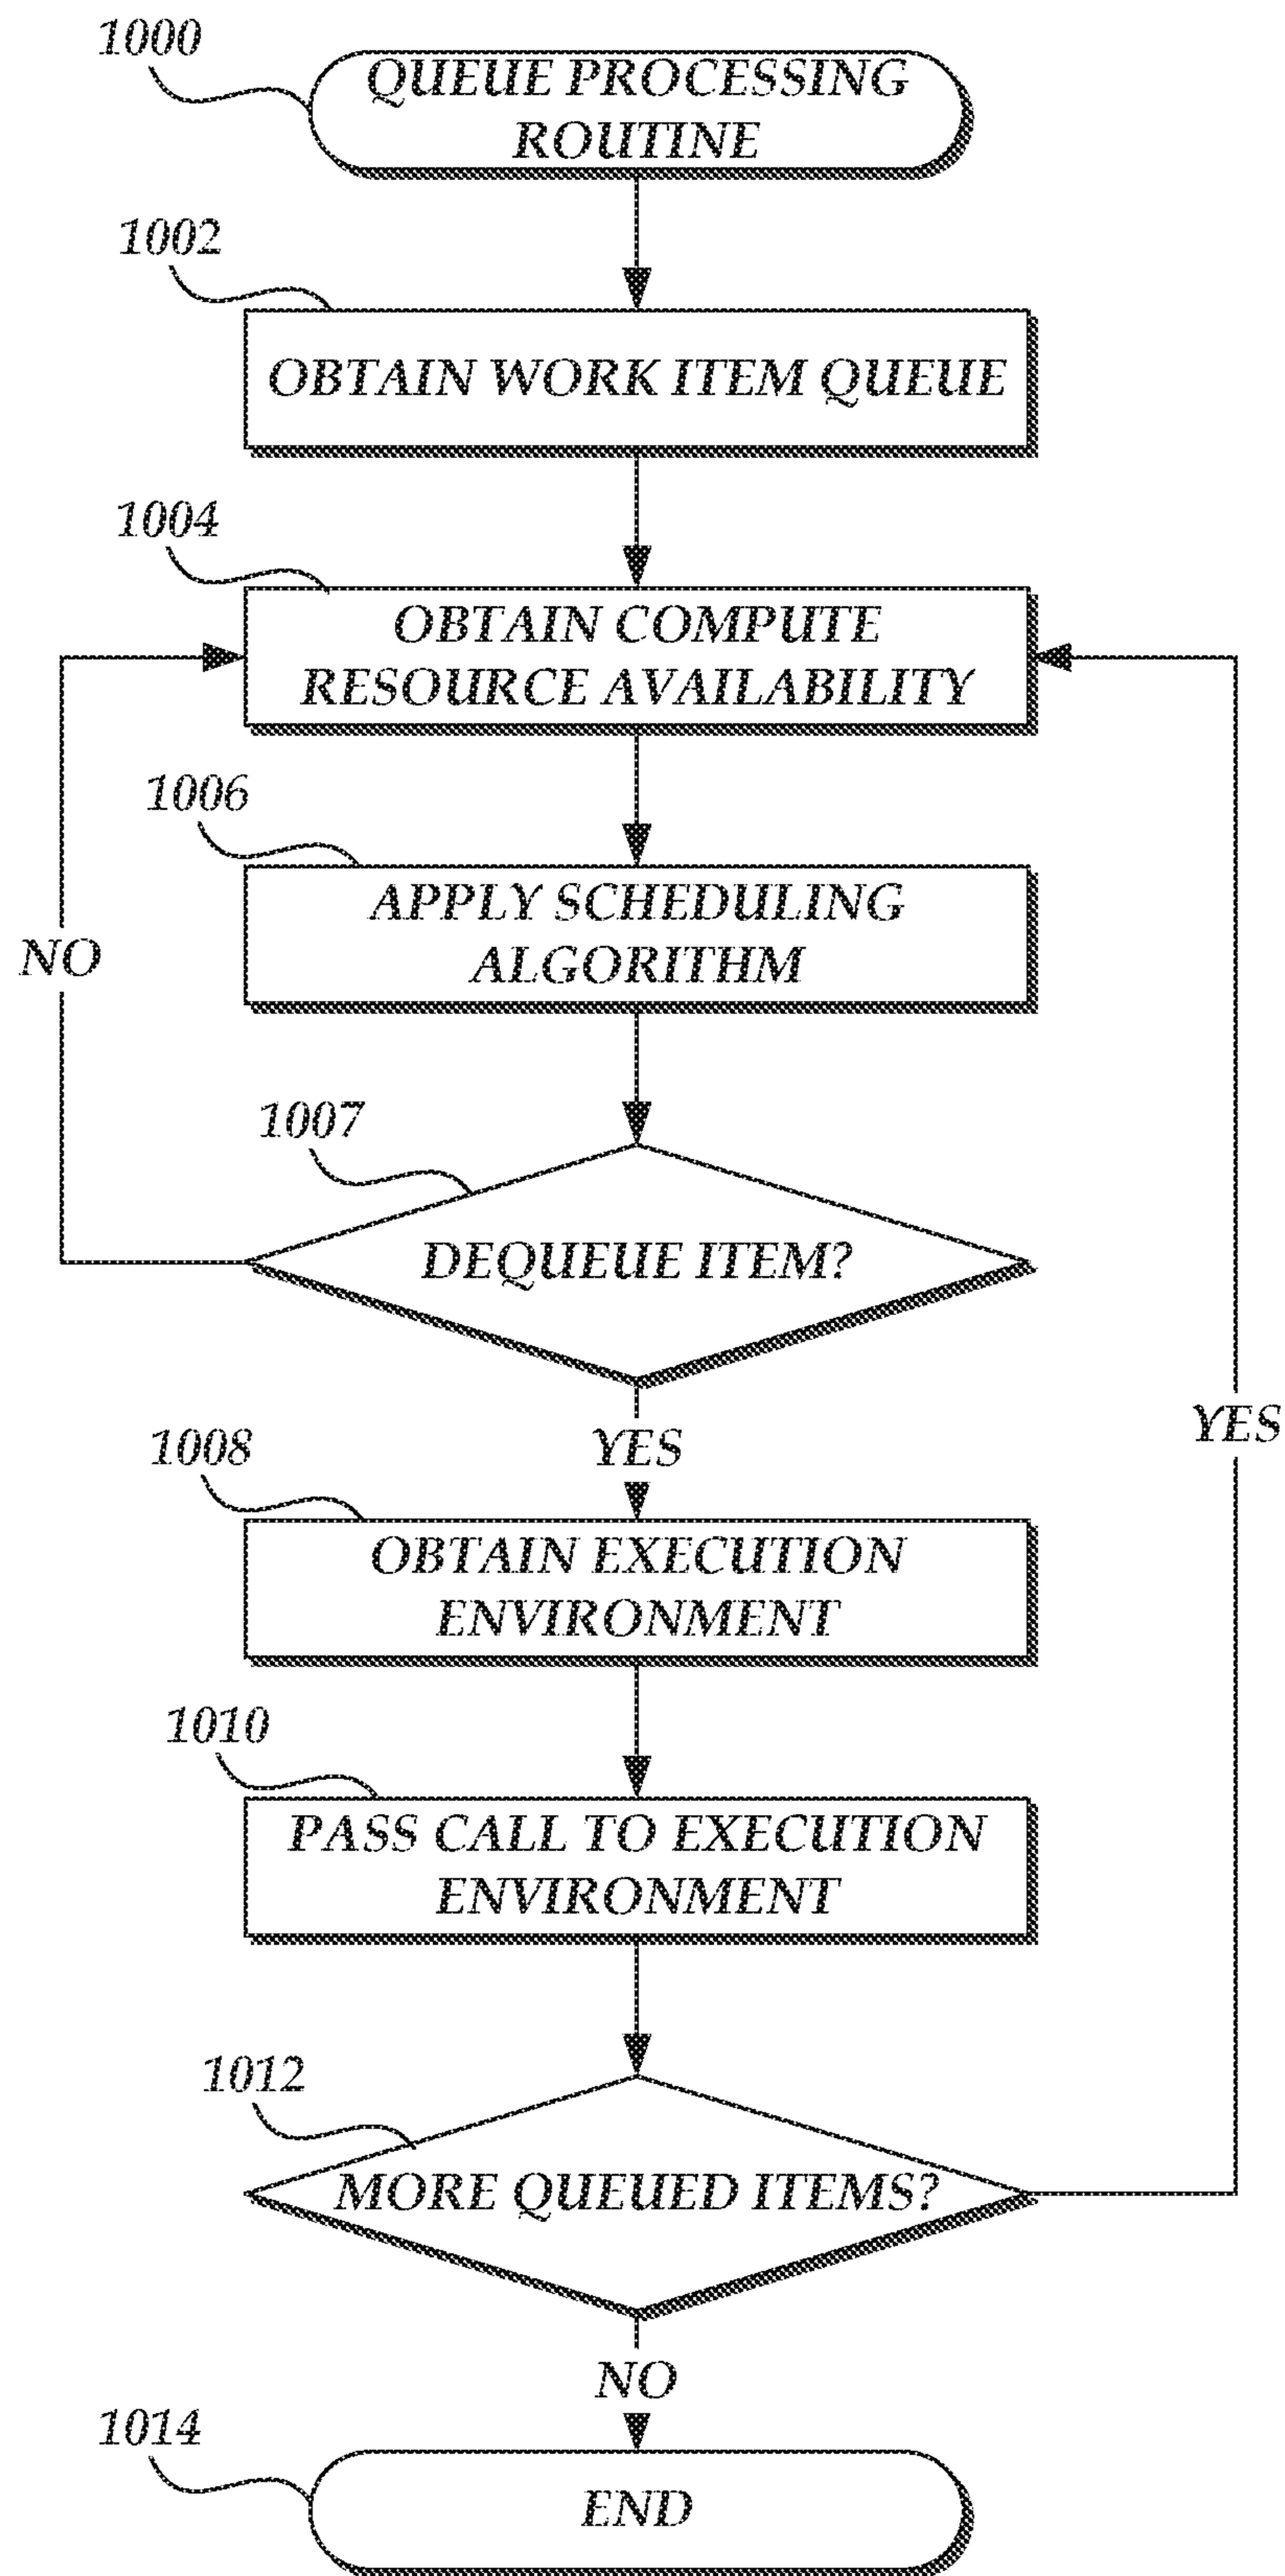 1000
QUEUE PROCESSING
ROUTINE
1002
OBTAIN WORK ITEM QUEUE
1004
OBTAIN COMPUTE
RESOURCE AVAILABILITY
1006
APPLY SCHEDULING
ALGORITHM
NO
1007
DEQUEUE ITEM?
YES
YES
1008
OBTAIN EXECUTION
ENVIRONMENT
1010
PASS CALL TO EXECUTION
ENVIRONMENT
1012
MORE QUEUED ITEMS?
NO
1014
END